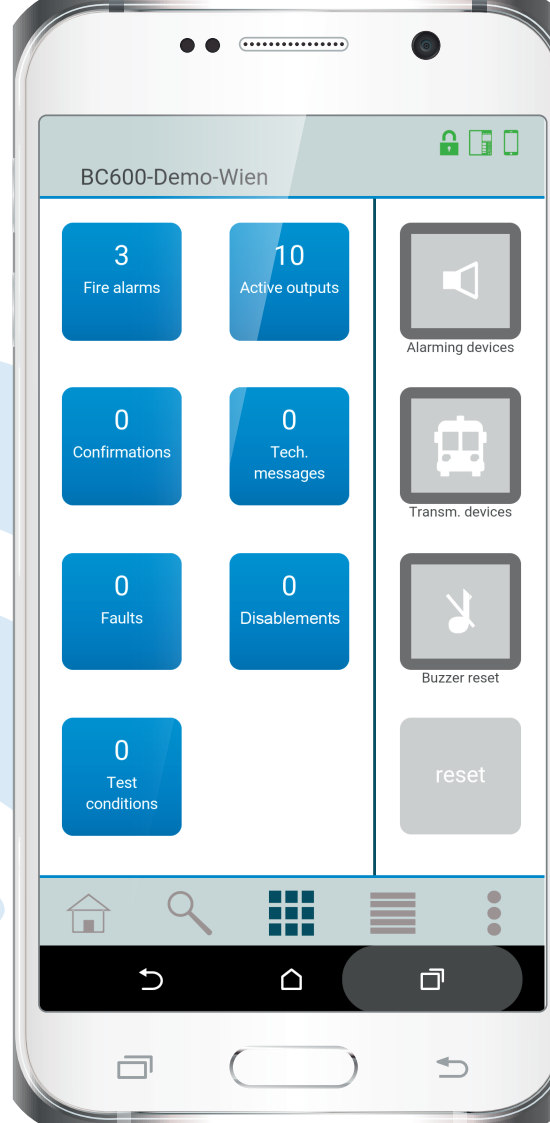 BC600-Demo-Wien
3
Fire alarms
10
Active outputs
Alarming devices
0
Confirmations
0
Tech.
messages
Transm. devices
0
Faults
0
Disablements
Buzzer reset
0
Test
conditions
reset